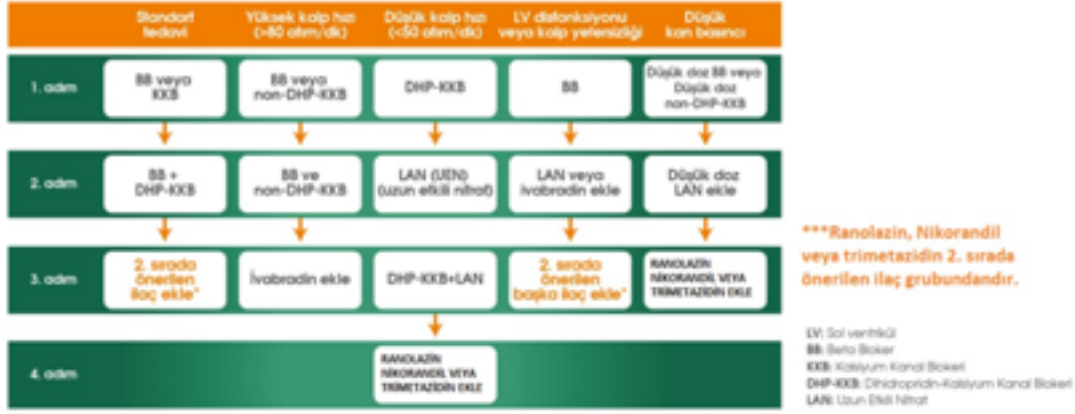 Standart
tedavi
Yüksek kalp hızı
(>80 atım/dk)
Düşük kalp hızı
(<50 atım/dk)
LV disfonksiyonu
veya kalp yetersizliği
Düşük
kan basıncı
1. adım
BB veya
KKB
BB veya
non-DHP-KKB
DHP-KKB
BB
Düşük doz BB veya
Düşük doz
non-DHP-KKB
2. adım
BB +
DHP-KKB
BB ve
non-DHP-KKB
LAN (UEN)
(uzun etkili nitrat)
LAN veya
ivabradin ekle
Düşük doz
LAN ekle
3. adım
2. sırada
önerilen
ilaç ekle*
İvabradin ekle
DHP-KKB+LAN
2. sırada
önerilen
başka ilaç ekle*
RANOLAZİN
NİKORANDİL VEYA
TRİMETAZİDİN EKLE
4. adım
RANOLAZİN
NİKORANDİL VEYA
TRİMETAZİDİN EKLE
***Ranolazin, Nikorandil
veya trimetazidin 2. sırada
önerilen ilaç grubundandır.
LV: Sol ventrikül
BB: Beta Bloker
KKB: Kalsiyum Kanal Blokeri
DHP-KKB: Dihidropridin-Kalsiyum Kanal Blokeri
LAN: Uzun Etkili Nitrat